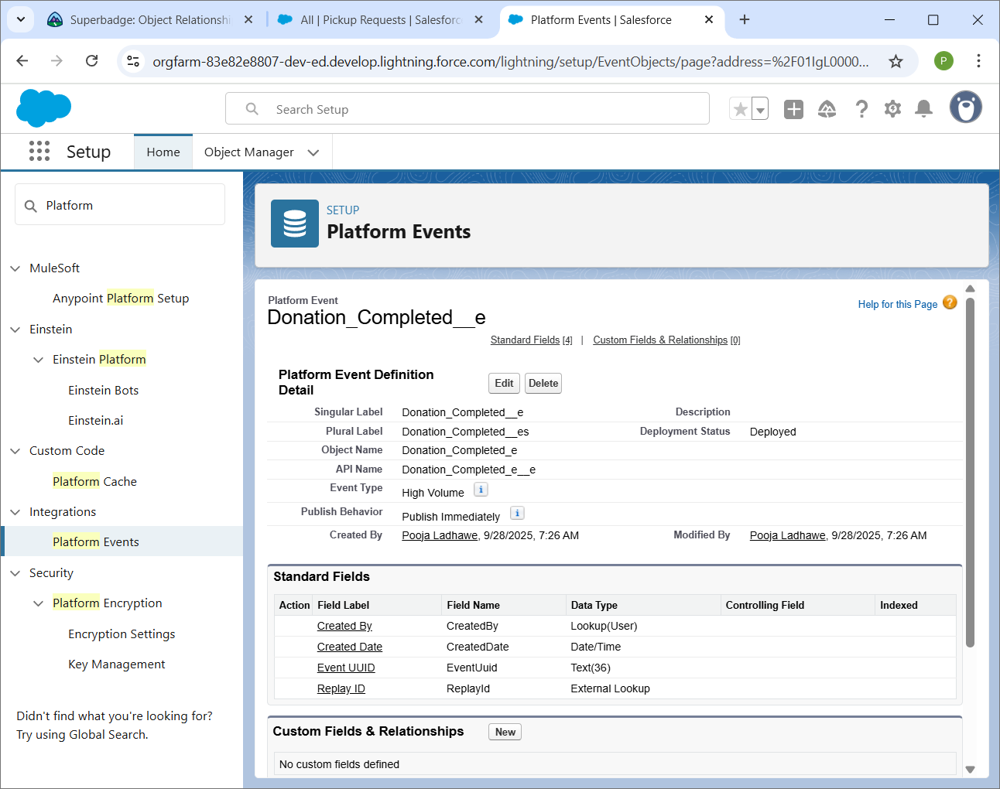 Superbadge: Object Relationshi
All | Pickup Requests | Salesforc
Platform Events | Salesforce
orgfarm-83e82e8807-dev-ed.develop.lightning.force.com/lightning/setup/EventObjects/page?address=%2F01IgL0000...
P
Search Setup
Setup
Home
Object Manager
Platform
MuleSoft
Anypoint Platform Setup
Einstein
Einstein Platform
Einstein Bots
Einstein.ai
Custom Code
Platform Cache
Integrations
Platform Events
Security
Platform Encryption
Encryption Settings
Key Management
Didn't find what you're looking for?
Try using Global Search.
SETUP
Platform Events
Platform Event
Donation_Completed__e
Help for this Page ?
Standard Fields [4] | Custom Fields & Relationships [0]
Platform Event Definition
Detail
Edit Delete
Singular Label Donation_Completed__e Description
Plural Label Donation_Completed__es Deployment Status Deployed
Object Name Donation_Completed_e
API Name Donation_Completed_e__e
Event Type High Volume i
Publish Behavior Publish Immediately i
Created By Pooja Ladhawe, 9/28/2025, 7:26 AM Modified By Pooja Ladhawe, 9/28/2025, 7:26 AM
Standard Fields
Action Field Label Field Name Data Type Controlling Field Indexed
Created By CreatedBy Lookup(User)
Created Date CreatedDate Date/Time
Event UUID EventUuid Text(36)
Replay ID ReplayId External Lookup
Custom Fields & Relationships New
No custom fields defined